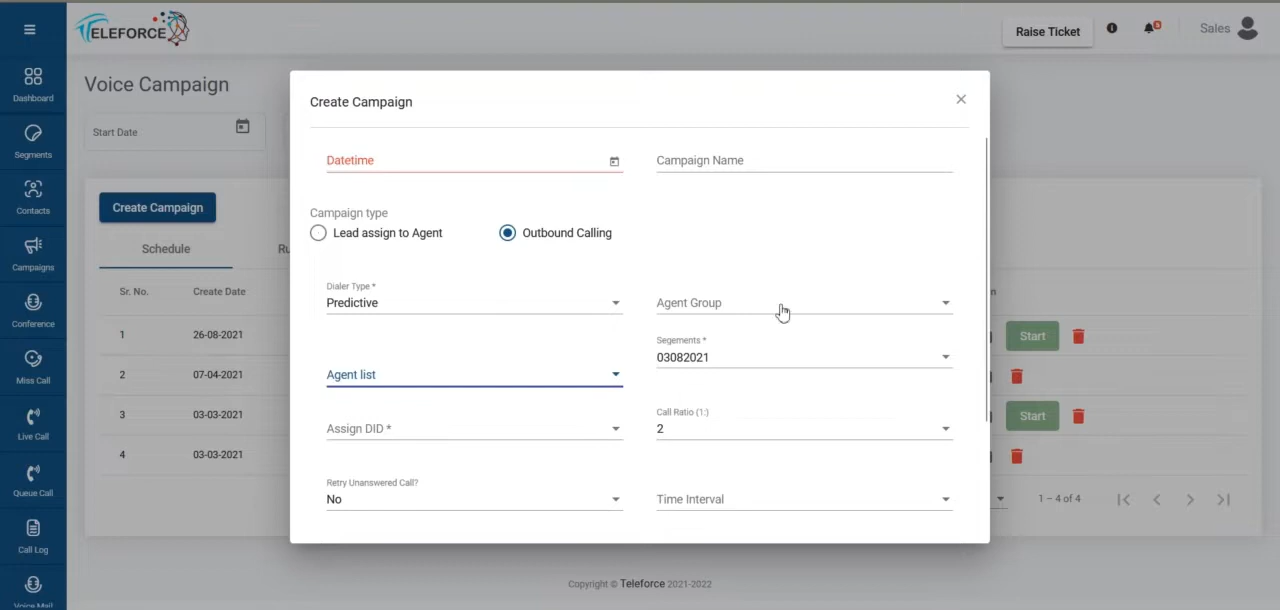 TELEFORCE
Raise Ticket
Sales
Dashboard
Segments
Contacts
Campaigns
Conference
Miss Call
Live Call
Queue Call
Call Log
Voice Mail
Voice Campaign
Start Date
Create Campaign
Schedule
Sr. No. Create Date
1 26-08-2021 Start
2 07-04-2021
3 03-03-2021 Start
4 03-03-2021
1 – 4 of 4
Create Campaign
Datetime Campaign Name
Campaign type
Lead assign to Agent Outbound Calling
Dialer Type *
Predictive Agent Group
Segements *
03082021
Agent list
Call Ratio (1:)
Assign DID * 2
Retry Unanswered Call?
No Time Interval
Copyright © Teleforce 2021-2022